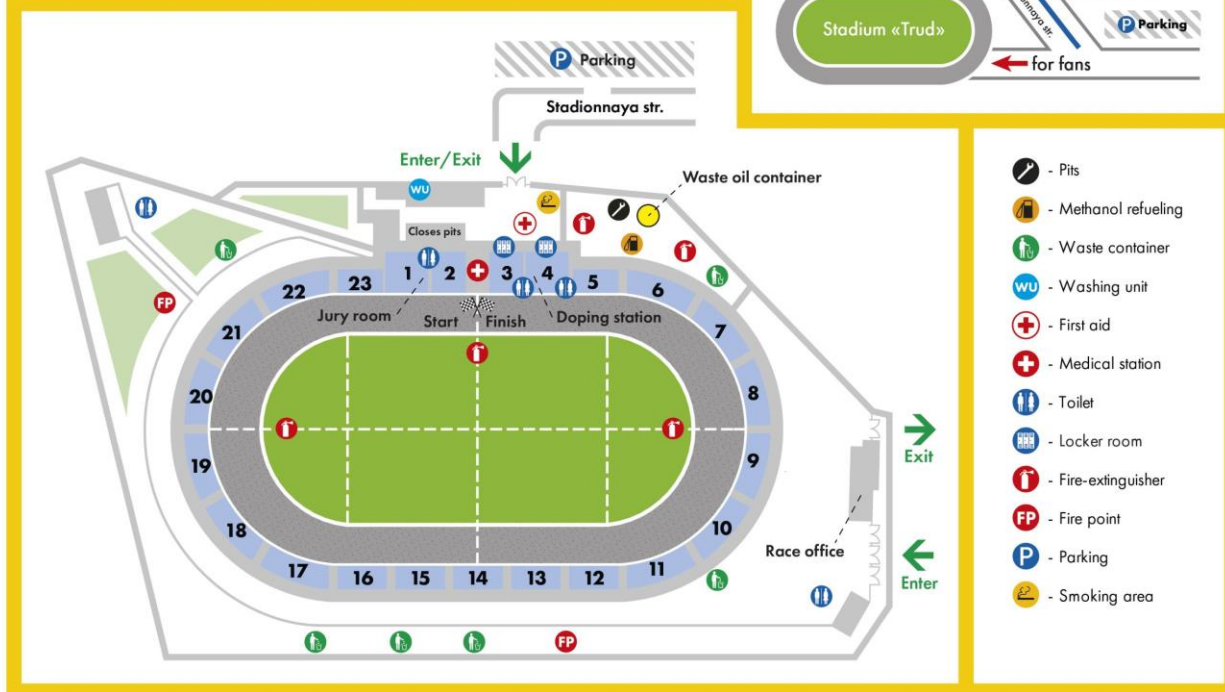 Stadium «Trud»
P Parking
for fans
P Parking
Stadionnaya str.
Enter/Exit
Waste oil container
WU
Closes pits
1
2
3
4
5
6
7
8
9
10
11
12
13
14
15
16
17
18
19
20
21
22
23
Jury room
Start
Finish
Doping station
FP
Exit
Race office
Enter
FP
- Pits
- Methanol refueling
- Waste container
WU - Washing unit
- First aid
- Medical station
- Toilet
- Locker room
- Fire-extinguisher
FP - Fire point
P - Parking
- Smoking area